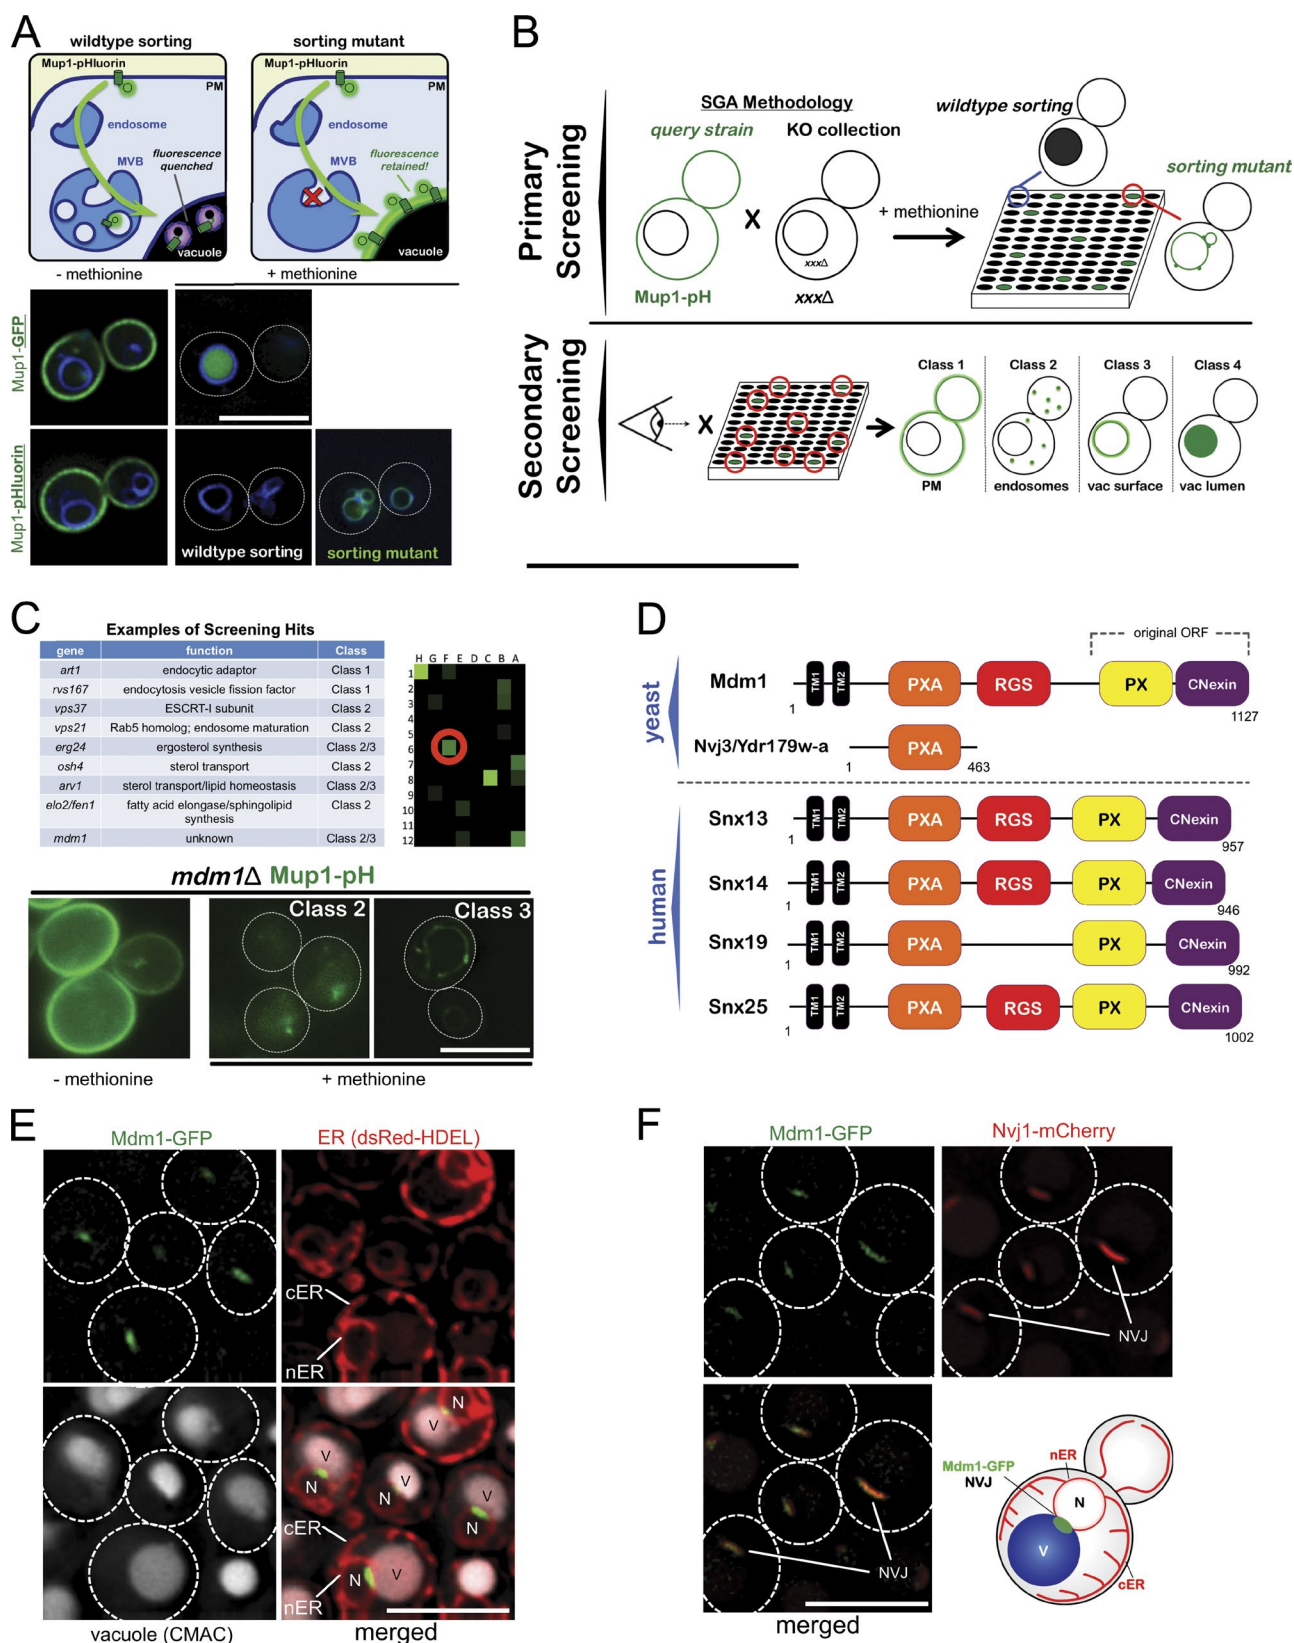 A
wildtype sorting
sorting mutant
Mup1-pHluorin
PM
endosome
MVB
fluorescence
quenched
vacuole
Mup1-pHluorin
PM
endosome
MVB
fluorescence
retained!
vacuole
- methionine
+ methionine
Mup1-GFP
Mup1-pHluorin
wildtype sorting
sorting mutant
B
Primary
Screening
SGA Methodology
query strain
KO collection
X
xxxΔ
Mup1-pH
xxxΔ
+ methionine
wildtype sorting
sorting mutant
Secondary
Screening
X
Class 1
Class 2
Class 3
Class 4
PM
endosomes
vac surface
vac lumen
C
Examples of Screening Hits
gene function Class
art1 endocytic adaptor Class 1
rvs167 endocytosis vesicle fission factor Class 1
vps37 ESCRT-I subunit Class 2
vps21 Rab5 homolog; endosome maturation Class 2
erg24 ergosterol synthesis Class 2/3
osh4 sterol transport Class 2
arv1 sterol transport/lipid homeostasis Class 2/3
elo2/fen1 fatty acid elongase/sphingolipid Class 2
synthesis
mdm1 unknown Class 2/3
H G F E D C B A
1
2
3
4
5
6
7
8
9
10
11
12
mdm1Δ Mup1-pH
Class 2
Class 3
- methionine
+ methionine
D
original ORF
yeast
Mdm1
1
TM1
TM2
PXA
RGS
PX
CNexin
1127
Nvj3/Ydr179w-a
1
PXA
463
human
Snx13
1
TM1
TM2
PXA
RGS
PX
CNexin
957
Snx14
1
TM1
TM2
PXA
RGS
PX
CNexin
946
Snx19
1
TM1
TM2
PXA
PX
CNexin
992
Snx25
1
TM1
TM2
PXA
RGS
PX
CNexin
1002
E
Mdm1-GFP
ER (dsRed-HDEL)
cER
nER
N
V
V
N
V
N
V
N
cER
N
V
nER
vacuole (CMAC)
merged
F
Mdm1-GFP
Nvj1-mCherry
NVJ
NVJ
merged
nER
Mdm1-GFP
NVJ
N
V
cER